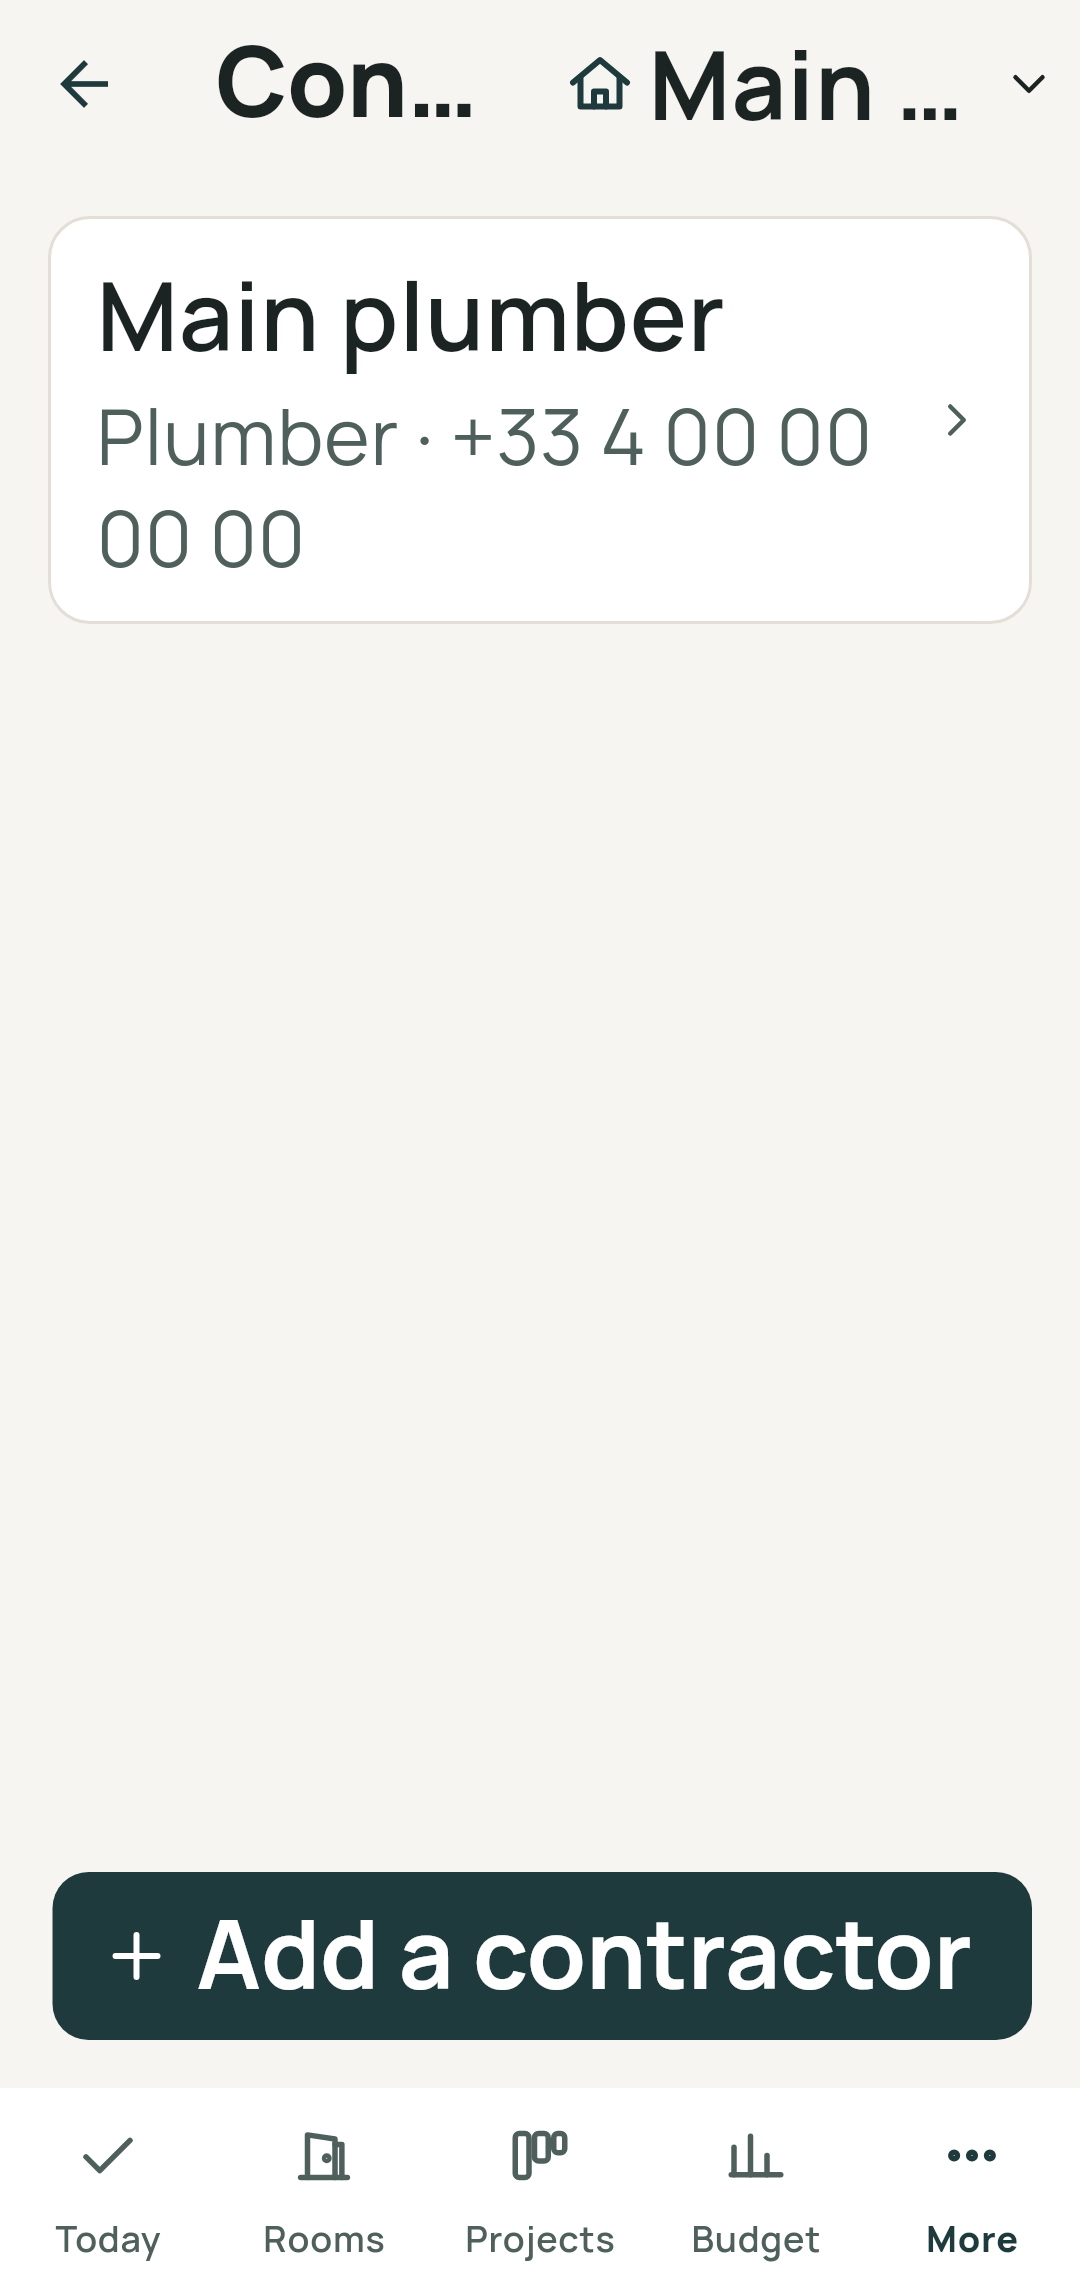 Con...
Main ...
Main plumber
Plumber · +33 4 00 00
00 00
Add a contractor
Today
Rooms
Projects
Budget
More